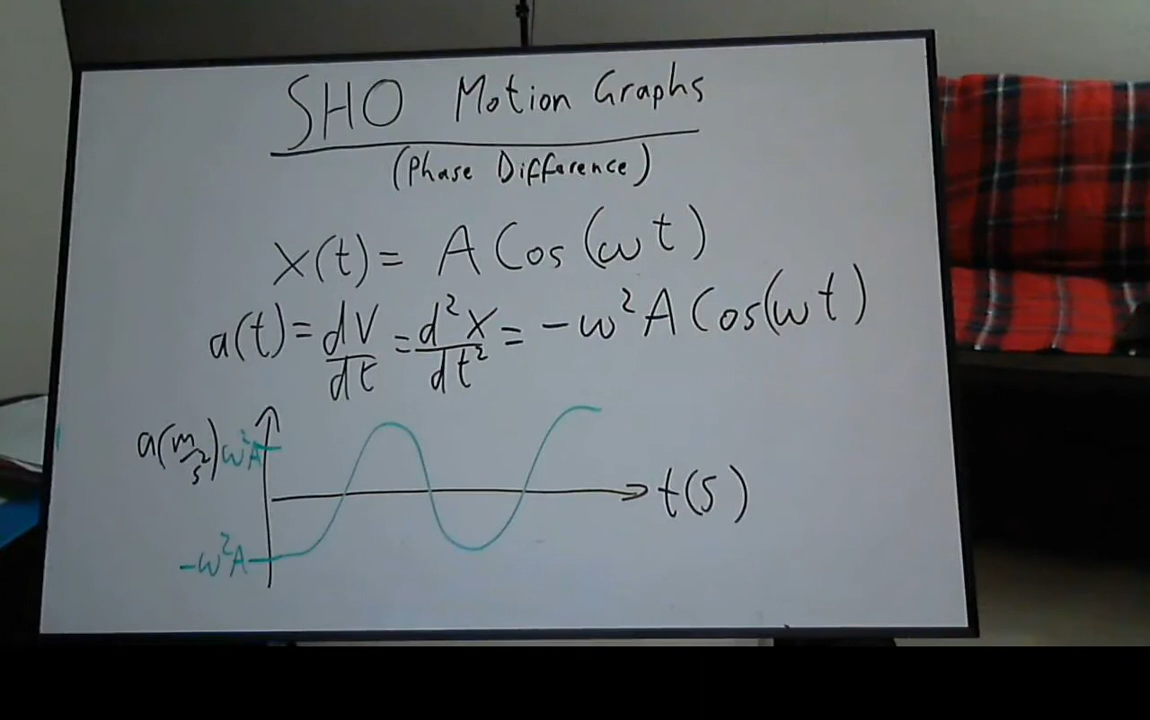 SHO Motion Graphs
(Phase Difference)
x(t) = A Cos(ωt)
a(t) = dV/dt = d²x/dt² = -ω²A Cos(ωt)
a(m/s²) ω²A
t(s)
-ω²A